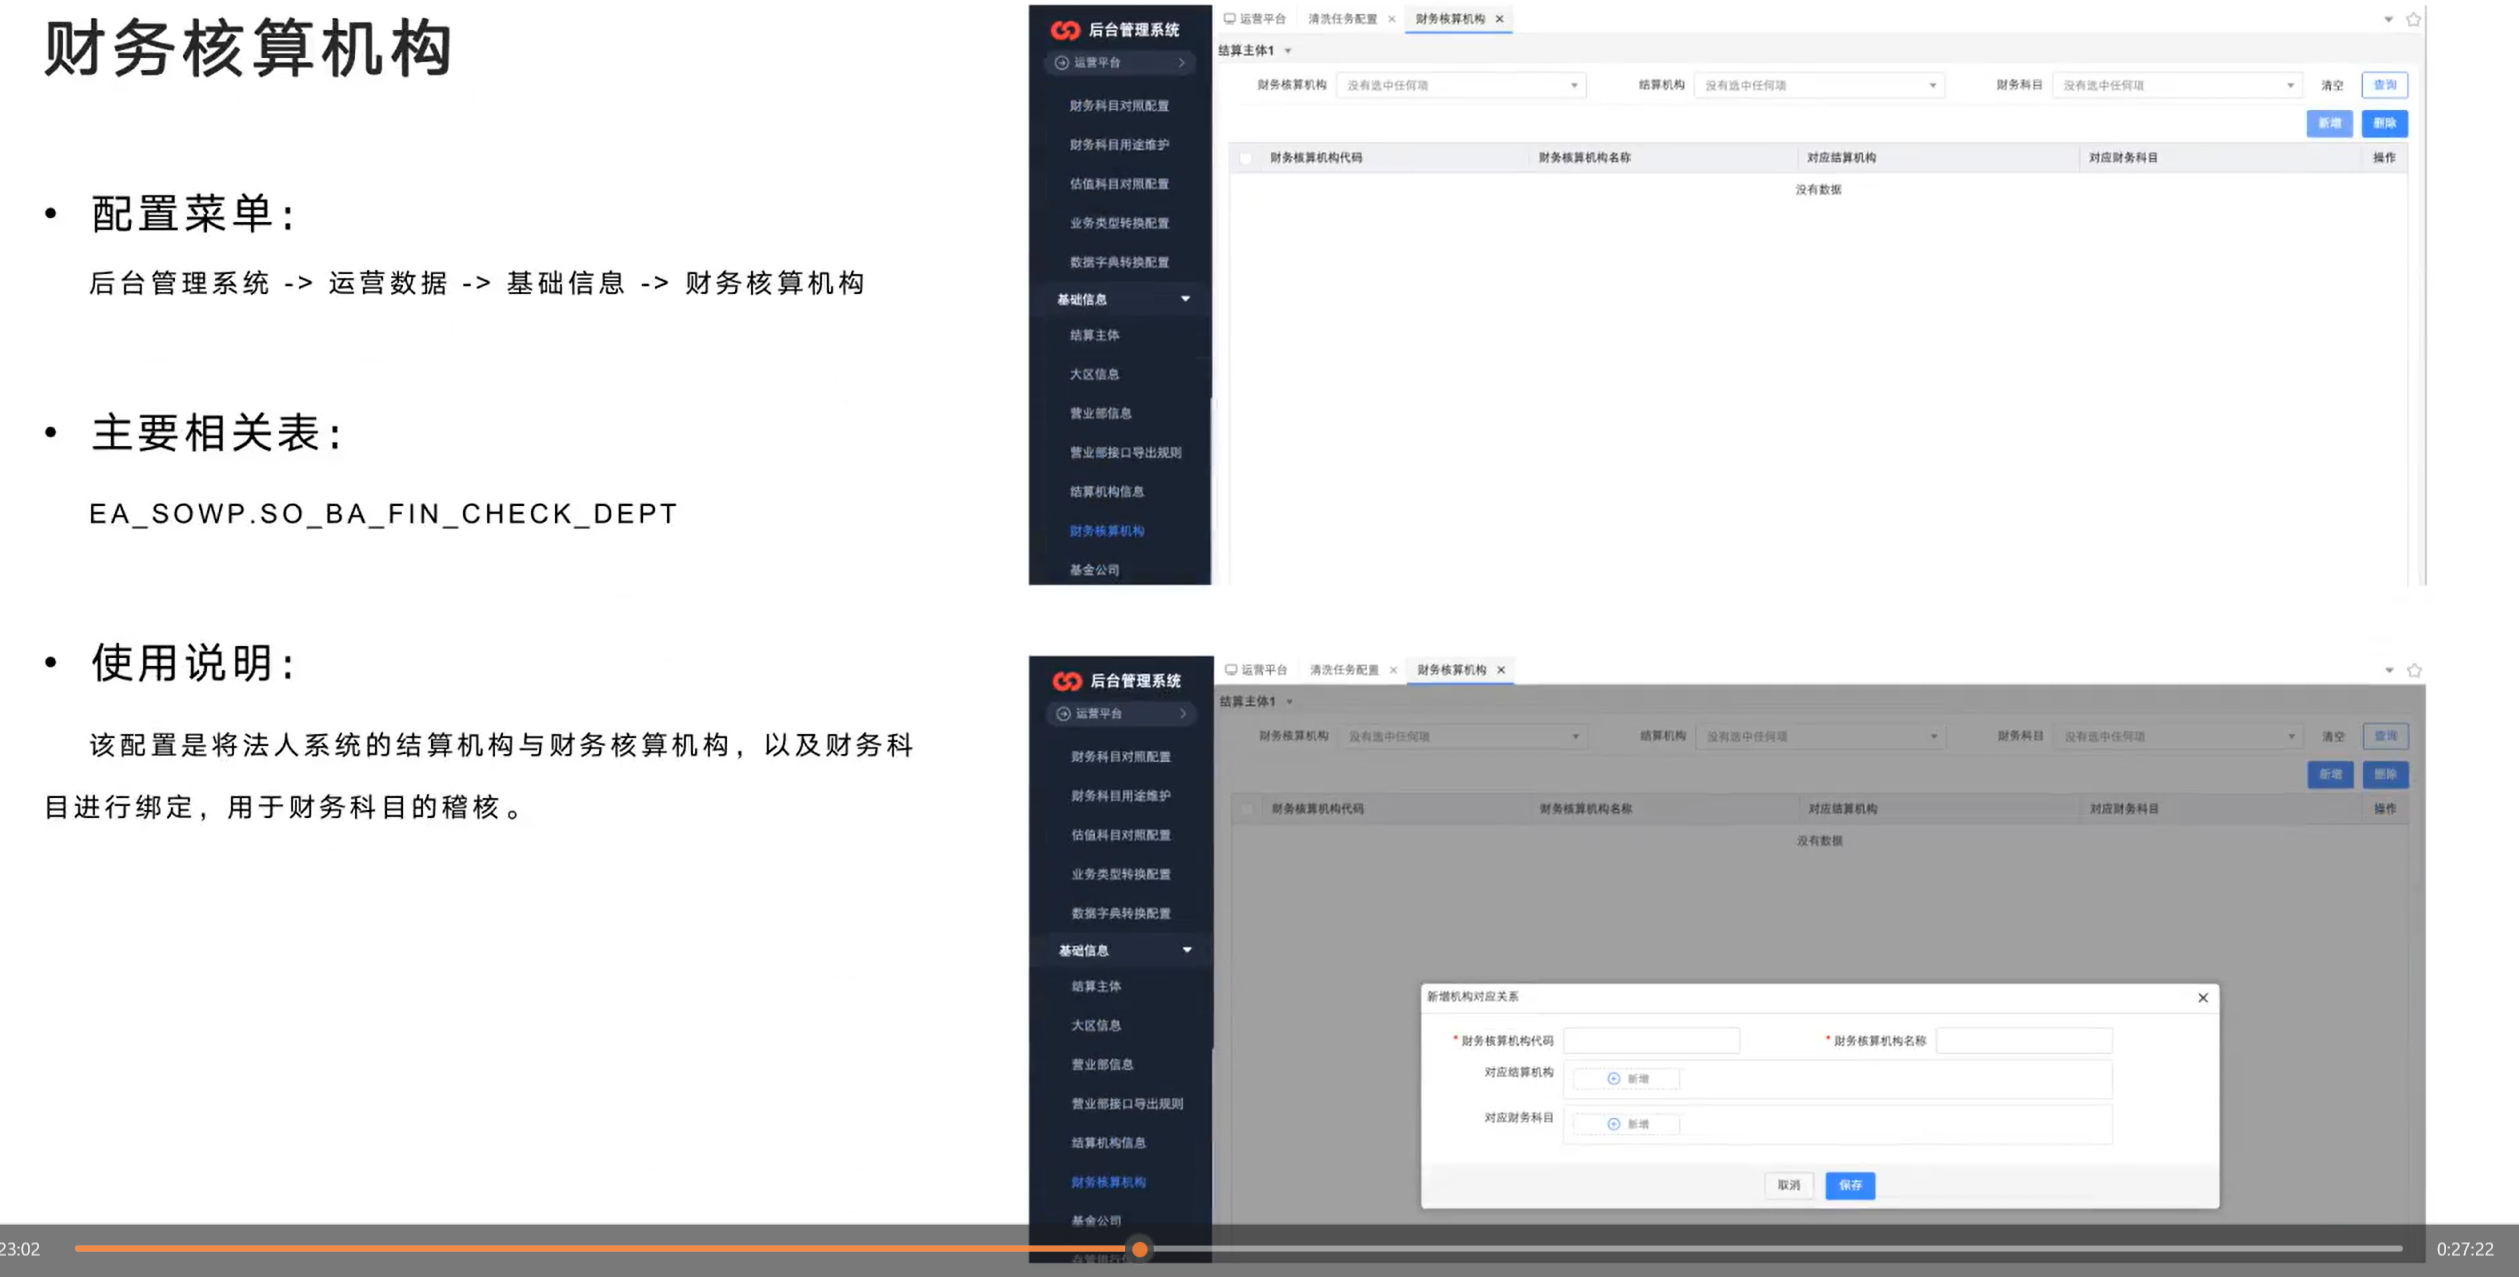 财务核算机构
• 配置菜单：
后台管理系统 -> 运营数据 -> 基础信息 -> 财务核算机构
• 主要相关表：
EA_SOWP.SO_BA_FIN_CHECK_DEPT
• 使用说明：
该配置是将法人系统的结算机构与财务核算机构，以及财务科
目进行绑定，用于财务科目的稽核。
后台管理系统
运营平台
财务科目对照配置
财务科目用途维护
估值科目对照配置
业务类型转换配置
数据字典转换配置
基础信息
结算主体
大区信息
营业部信息
营业部接口导出规则
结算机构信息
财务核算机构
基金公司
运营平台 清洗任务配置 × 财务核算机构 ×
结算主体1
财务核算机构 没有选中任何项 结算机构 没有选中任何项 财务科目 没有选中任何项 清空 查询
新增 删除
财务核算机构代码 财务核算机构名称 对应结算机构 对应财务科目 操作
没有数据
后台管理系统
运营平台
财务科目对照配置
财务科目用途维护
估值科目对照配置
业务类型转换配置
数据字典转换配置
基础信息
结算主体
大区信息
营业部信息
营业部接口导出规则
结算机构信息
财务核算机构
基金公司
运营平台 清洗任务配置 × 财务核算机构 ×
结算主体1
财务核算机构 没有选中任何项 结算机构 没有选中任何项 财务科目 没有选中任何项 清空 查询
新增 删除
财务核算机构代码 财务核算机构名称 对应结算机构 对应财务科目 操作
没有数据
新增机构对应关系
* 财务核算机构代码 * 财务核算机构名称
对应结算机构 新增
对应财务科目 新增
取消 保存
23:02 0:27:22